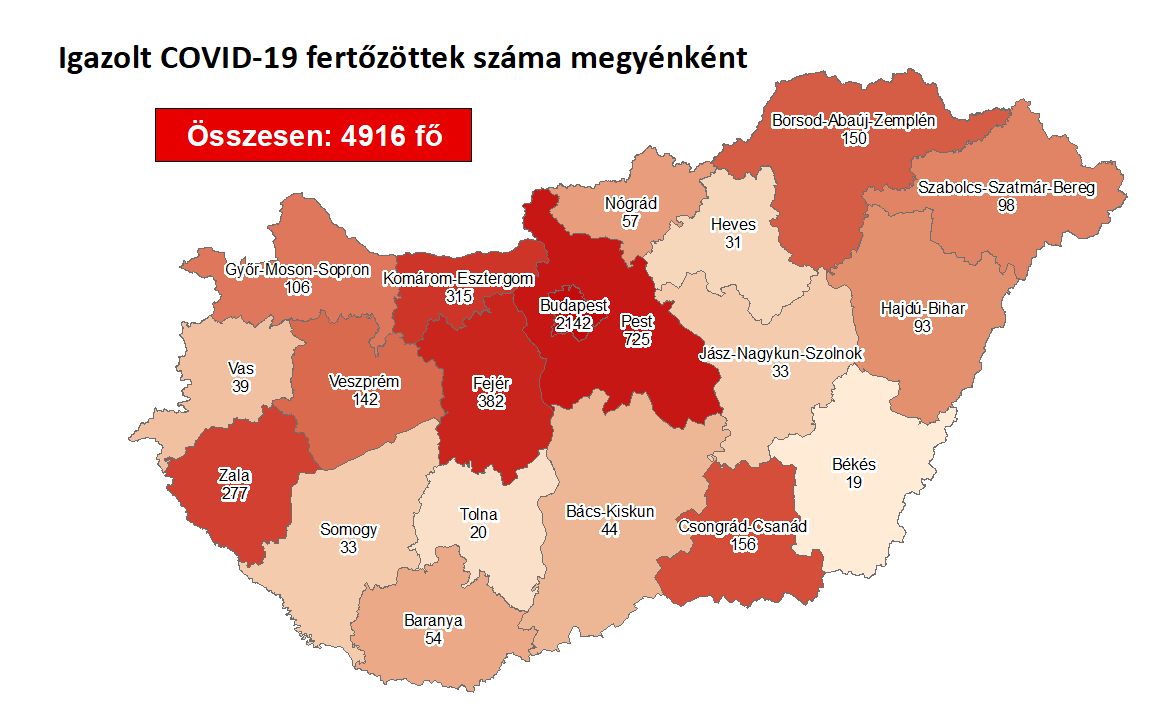 Igazolt COVID-19 fertőzöttek száma megyénként
Összesen: 4916 fő
Borsod-Abaúj-Zemplén
150
Szabolcs-Szatmár-Bereg
98
Nógrád
57
Heves
31
Győr-Moson-Sopron
106
Komárom-Esztergom
315
Budapest
2142
Pest
725
Hajdú-Bihar
93
Jász-Nagykun-Szolnok
33
Vas
39
Veszprém
142
Fejér
382
Zala
277
Békés
19
Somogy
33
Tolna
20
Bács-Kiskun
44
Csongrád-Csanád
156
Baranya
54